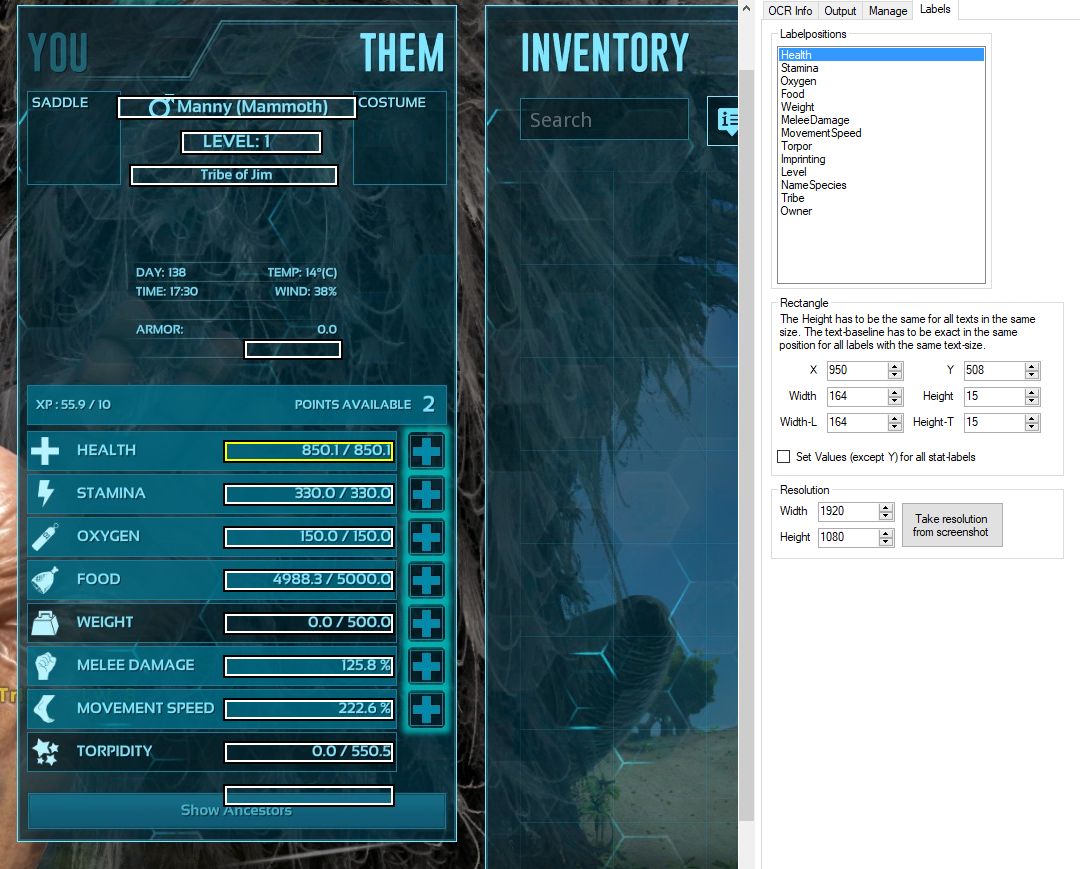 YOU
THEM
INVENTORY
SADDLE
Manny (Mammoth)
COSTUME
LEVEL: 1
Tribe of Jim
Search
DAY: 138
TEMP: 14°(C)
TIME: 17:30
WIND: 38%
ARMOR:
0.0
XP : 55.9 / 10
POINTS AVAILABLE 2
HEALTH
850.1 / 850.1
STAMINA
330.0 / 330.0
OXYGEN
150.0 / 150.0
FOOD
4988.3 / 5000.0
WEIGHT
0.0 / 500.0
MELEE DAMAGE
125.8 %
MOVEMENT SPEED
222.6 %
TORPIDITY
0.0 / 550.5
Show Ancestors
Tr
OCR Info
Output
Manage
Labels
Labelpositions
Health
Stamina
Oxygen
Food
Weight
MeleeDamage
MovementSpeed
Torpor
Imprinting
Level
NameSpecies
Tribe
Owner
Rectangle
The Height has to be the same for all texts in the same
size. The text-baseline has to be exact in the same
position for all labels with the same text-size.
X 950
Y 508
Width 164
Height 15
Width-L 164
Height-T 15
Set Values (except Y) for all stat-labels
Resolution
Width 1920
Height 1080
Take resolution
from screenshot